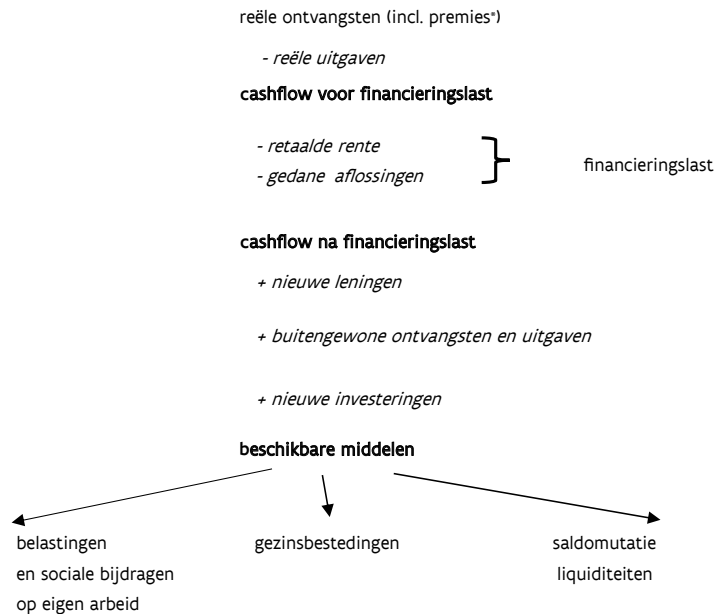 reële ontvangsten (incl. premies*)
- reële uitgaven
cashflow voor financieringslast
- retaalde rente
- gedane aflossingen
financieringslast
cashflow na financieringslast
+ nieuwe leningen
+ buitengewone ontvangsten en uitgaven
+ nieuwe investeringen
beschikbare middelen
belastingen
en sociale bijdragen
op eigen arbeid
gezinsbestedingen
saldomutatie
liquiditeiten